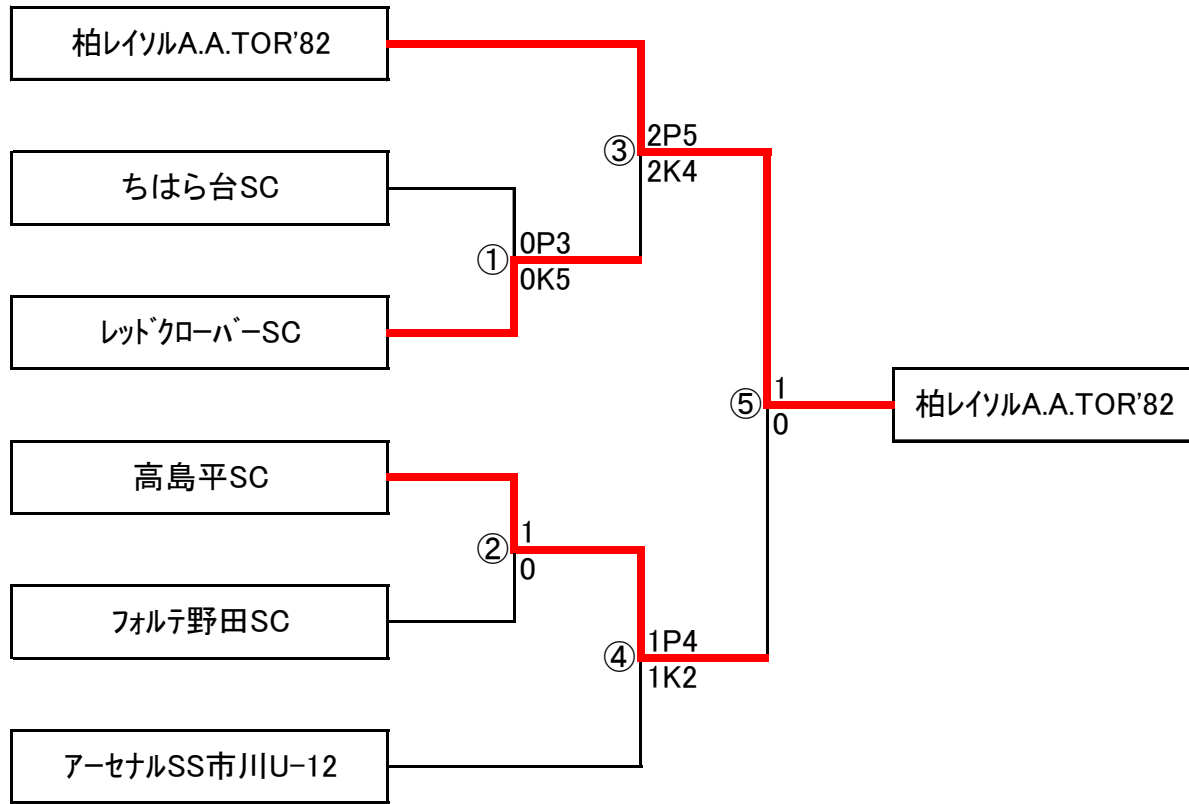 柏レイソルA.A.TOR'82
ちはら台SC
レッドクローバーSC
高島平SC
フォルテ野田SC
アーセナルSS市川U-12
①
0P3
0K5
②
1
0
③
2P5
2K4
④
1P4
1K2
⑤
1
0
柏レイソルA.A.TOR'82